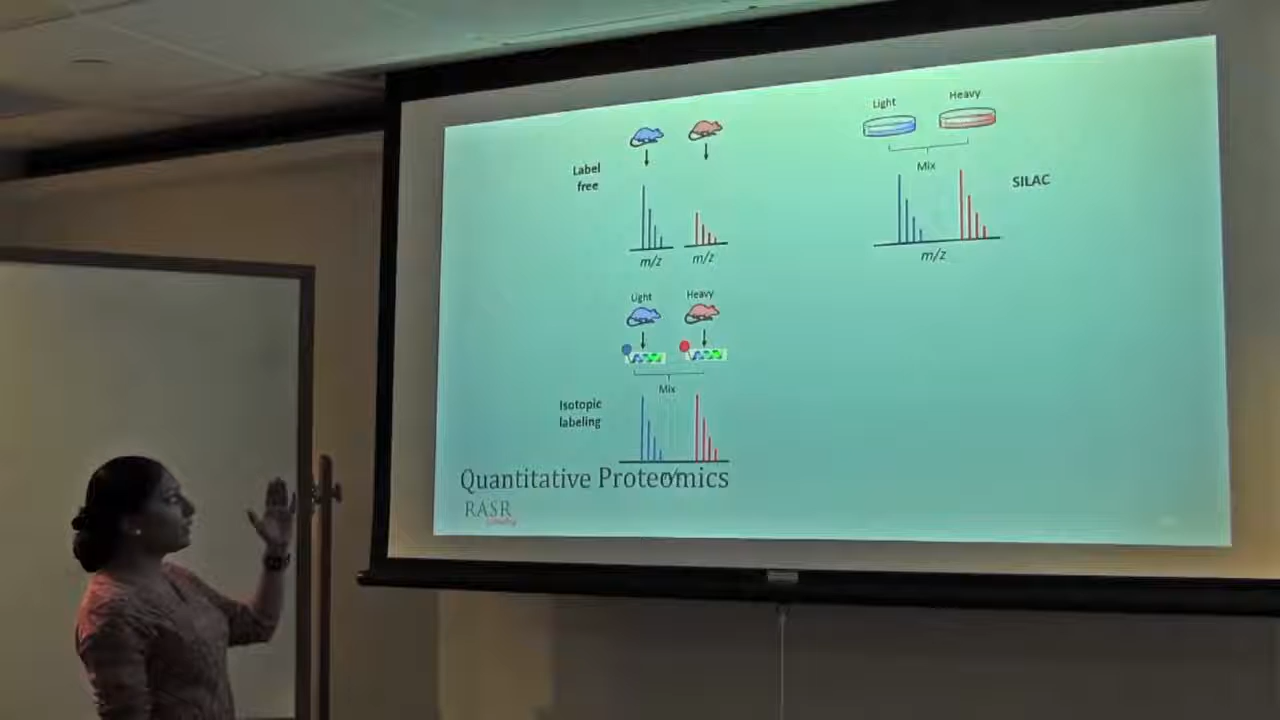 Label
free
m/z
m/z
Light
Heavy
Mix
Isotopic
labeling
Quantitative Proteomics
RASR
Light
Heavy
Mix
SILAC
m/z